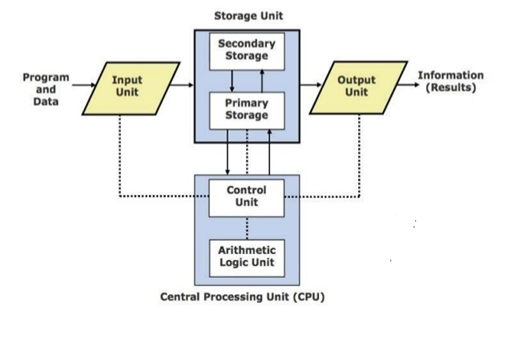 Storage Unit
Secondary
Storage
Program
and
Data
Input
Unit
Primary
Storage
Output
Unit
Information
(Results)
Control
Unit
Arithmetic
Logic Unit
Central Processing Unit (CPU)